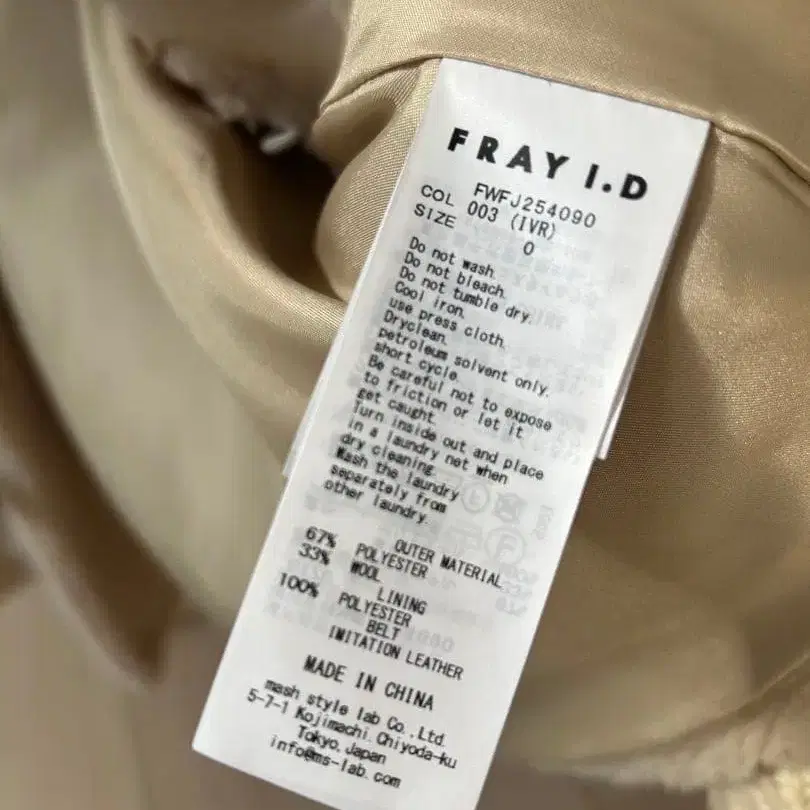 FRAY I.D
FWFJ254090
COL 003 (IVR)
SIZE 0
Do not wash.
Do not bleach.
Do not tumble dry.
Cool iron.
use press cloth.
Dryclean.
petroleum solvent only.
short cycle.
Be careful not to expose
to friction or let it
get caught.
Turn inside out and place
in a laundry net when
dry cleaning.
Wash the laundry
separately from
other laundry.
OUTER MATERIAL
67% POLYESTER
33% WOOL
LINING
100% POLYESTER
BELT
IMITATION LEATHER
MADE IN CHINA
mash style lab Co.,Ltd.
5-7-1 Kojimachi,Chiyoda-ku
Tokyo,Japan
info@ms-lab.com